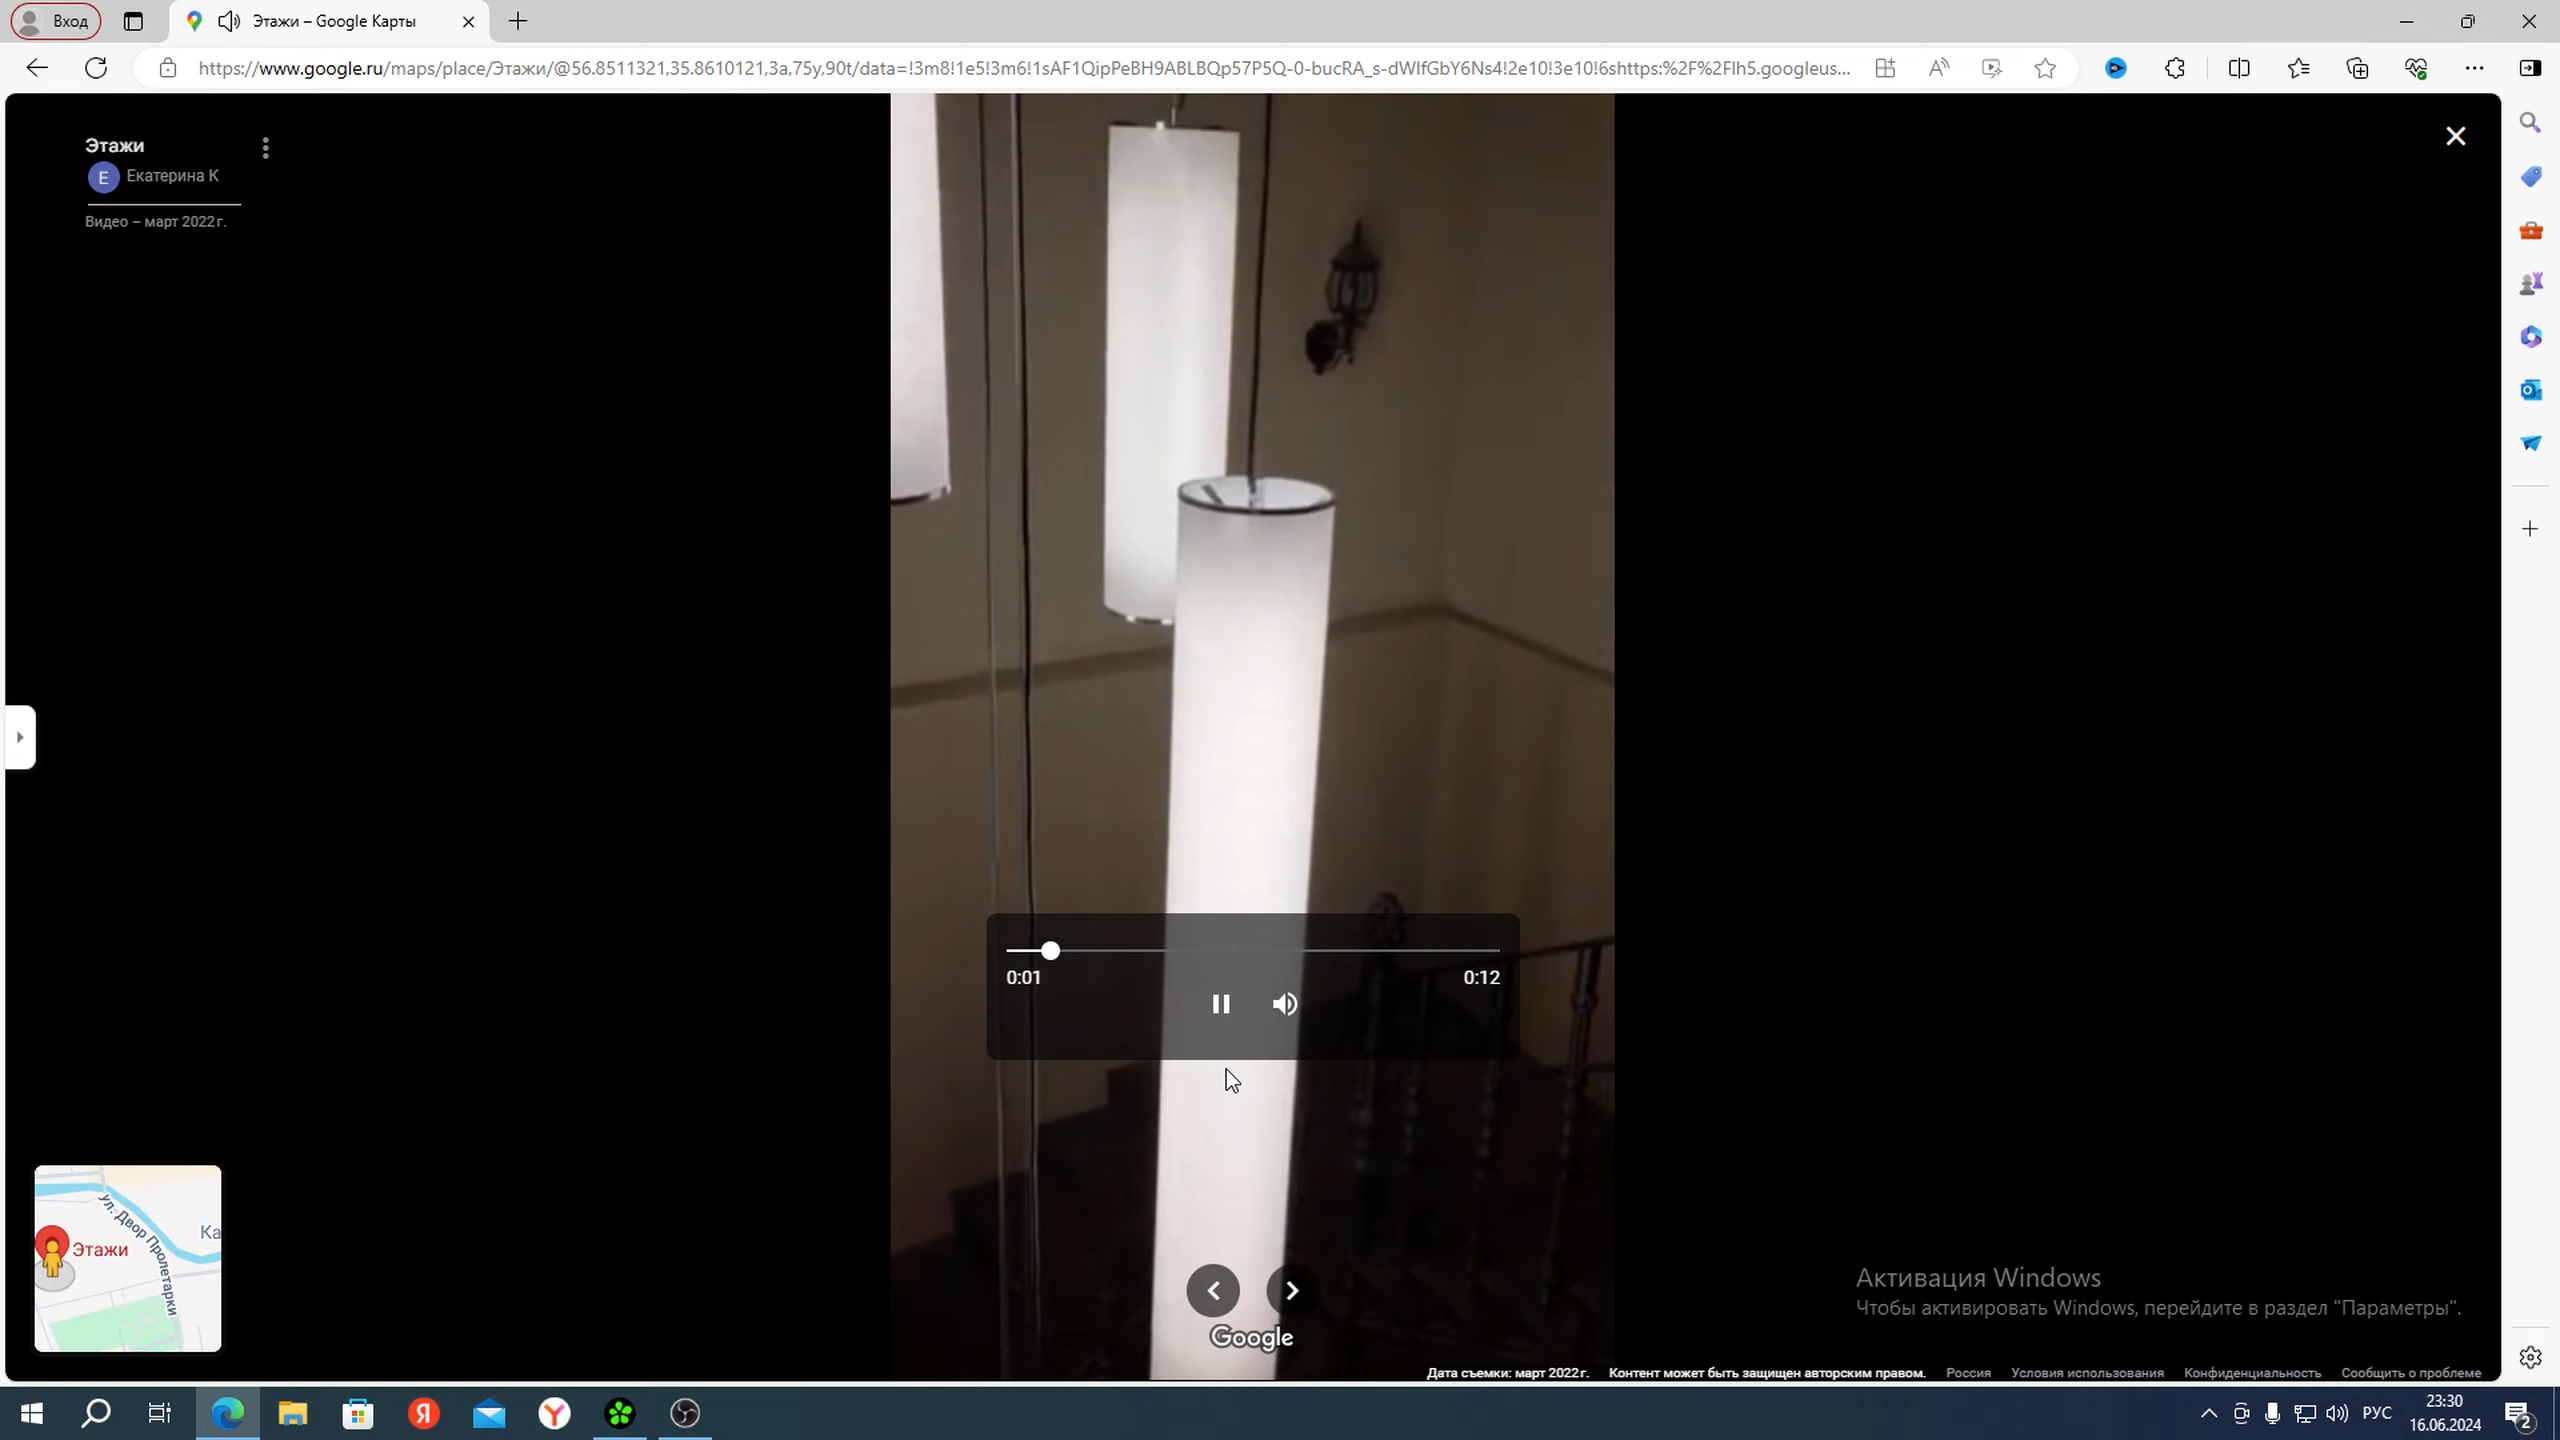 Вход
Этажи – Google Карты
https://www.google.ru/maps/place/Этажи/@56.8511321,35.8610121,3a,75y,90t/data=!3m8!1e5!3m6!1sAF1QipPeBH9ABLBQp57P5Q-0-bucRA_s-dWlfGbY6Ns4!2e10!3e10!6shttps:%2F%2Flh5.googleus...
Этажи
Е Екатерина К
Видео – март 2022 г.
0:01
0:12
ул. Двор Пролетарки
Ка
Этажи
Google
Активация Windows
Чтобы активировать Windows, перейдите в раздел "Параметры".
Дата съемки: март 2022 г. Контент может быть защищен авторским правом. Россия Условия использования Конфиденциальность Сообщить о проблеме
РУС
23:30
16.06.2024
2